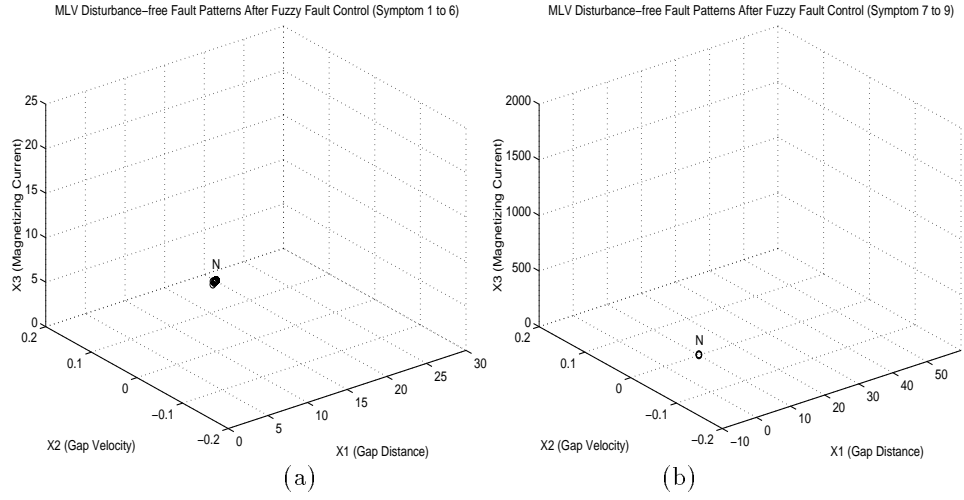 MLV Disturbance-free Fault Patterns After Fuzzy Fault Control (Symptom 1 to 6)
25
20
15
10
5
0
0.2
0.1
0
−0.1
−0.2
0
5
10
15
20
25
30
N
X3 (Magnetizing Current)
X2 (Gap Velocity)
X1 (Gap Distance)
(a)
MLV Disturbance-free Fault Patterns After Fuzzy Fault Control (Symptom 7 to 9)
2000
1500
1000
500
0
0.2
0.1
0
−0.1
−0.2
−10
0
10
20
30
40
50
N
X3 (Magnetizing Current)
X2 (Gap Velocity)
X1 (Gap Distance)
(b)